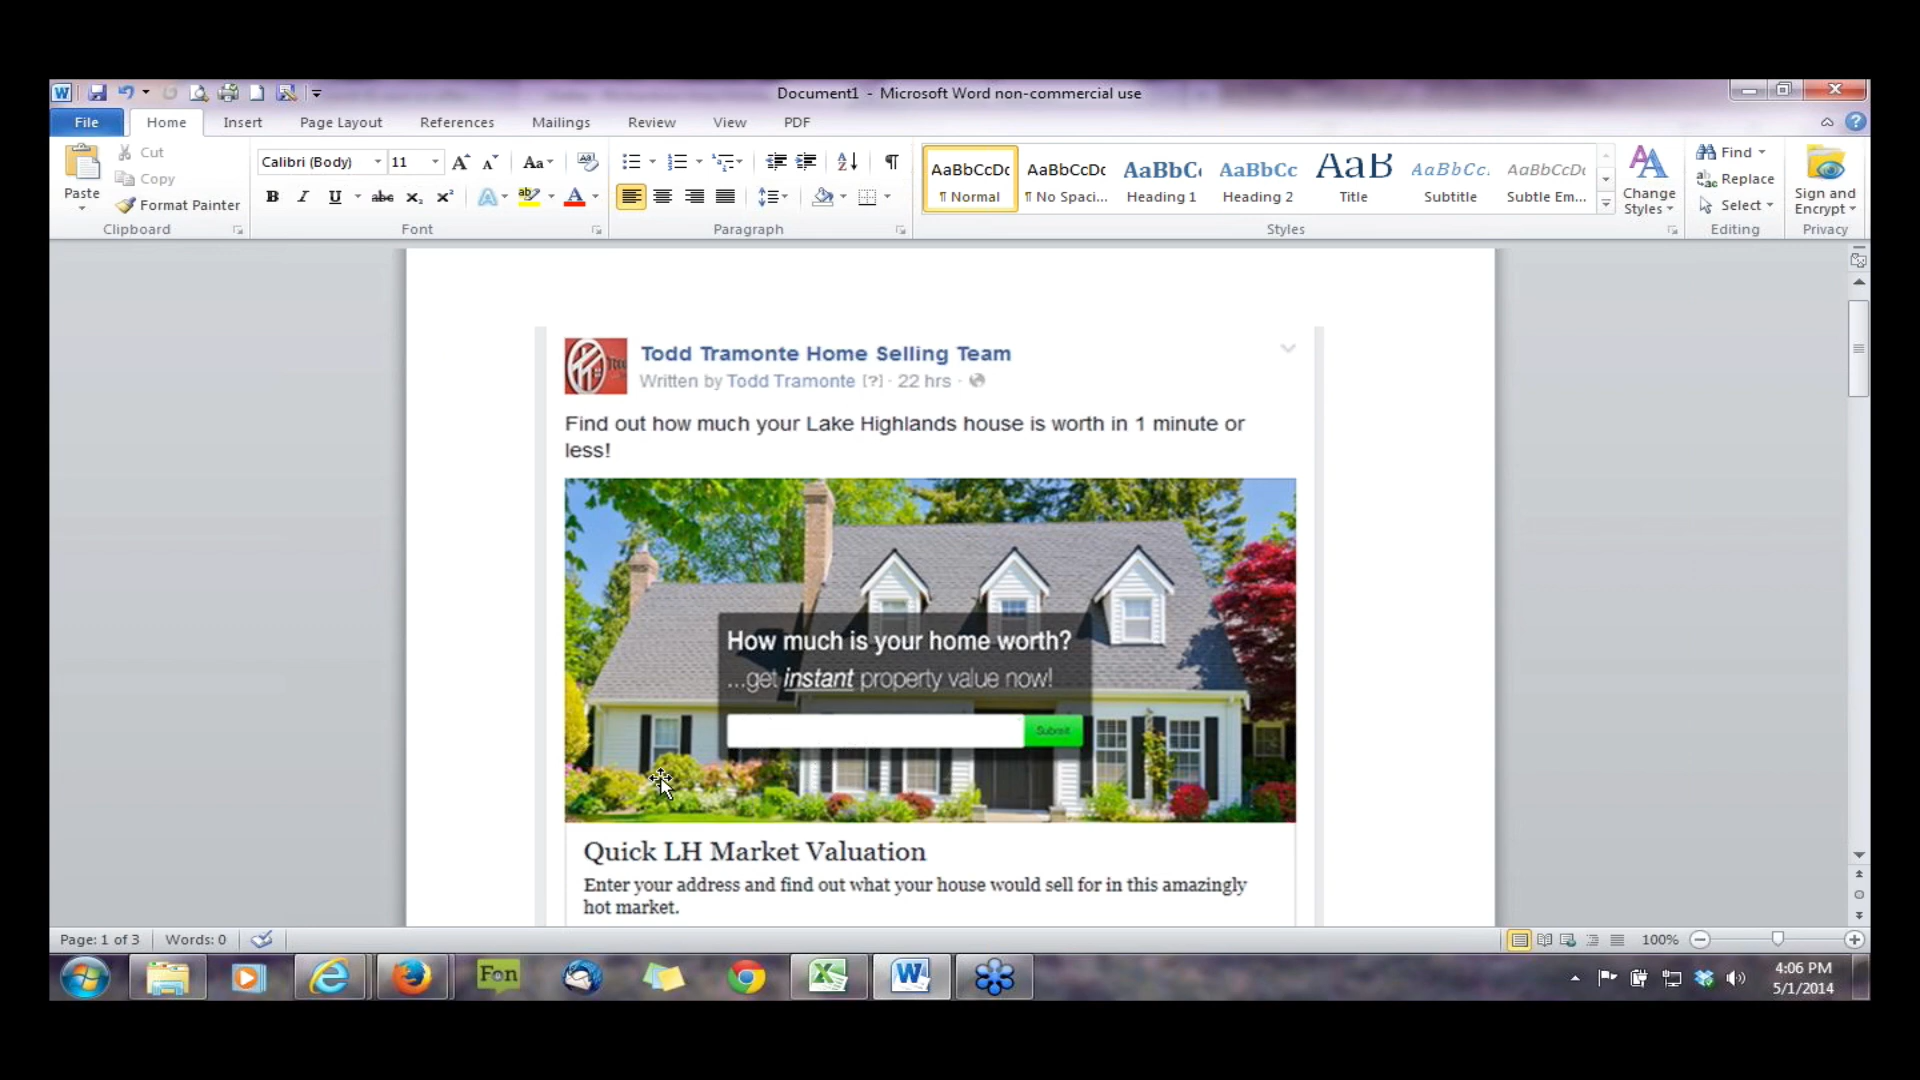 Document1 - Microsoft Word non-commercial use
File Home Insert Page Layout References Mailings Review View PDF
Paste
Cut
Copy
Format Painter
Clipboard
Calibri (Body) 11
Font
Paragraph
AaBbCcDc AaBbCcDc AaBbC AaBbCc AaB AaBbCc. AaBbCcDc
¶ Normal ¶ No Spaci... Heading 1 Heading 2 Title Subtitle Subtle Em...
Change
Styles
Styles
Find
Replace
Select
Editing
Sign and
Encrypt
Privacy
Todd Tramonte Home Selling Team
Written by Todd Tramonte [?] · 22 hrs ·
Find out how much your Lake Highlands house is worth in 1 minute or
less!
How much is your home worth?
...get instant property value now!
Submit
Quick LH Market Valuation
Enter your address and find out what your house would sell for in this amazingly
hot market.
Page: 1 of 3 Words: 0 100%
Fon
4:06 PM
5/1/2014